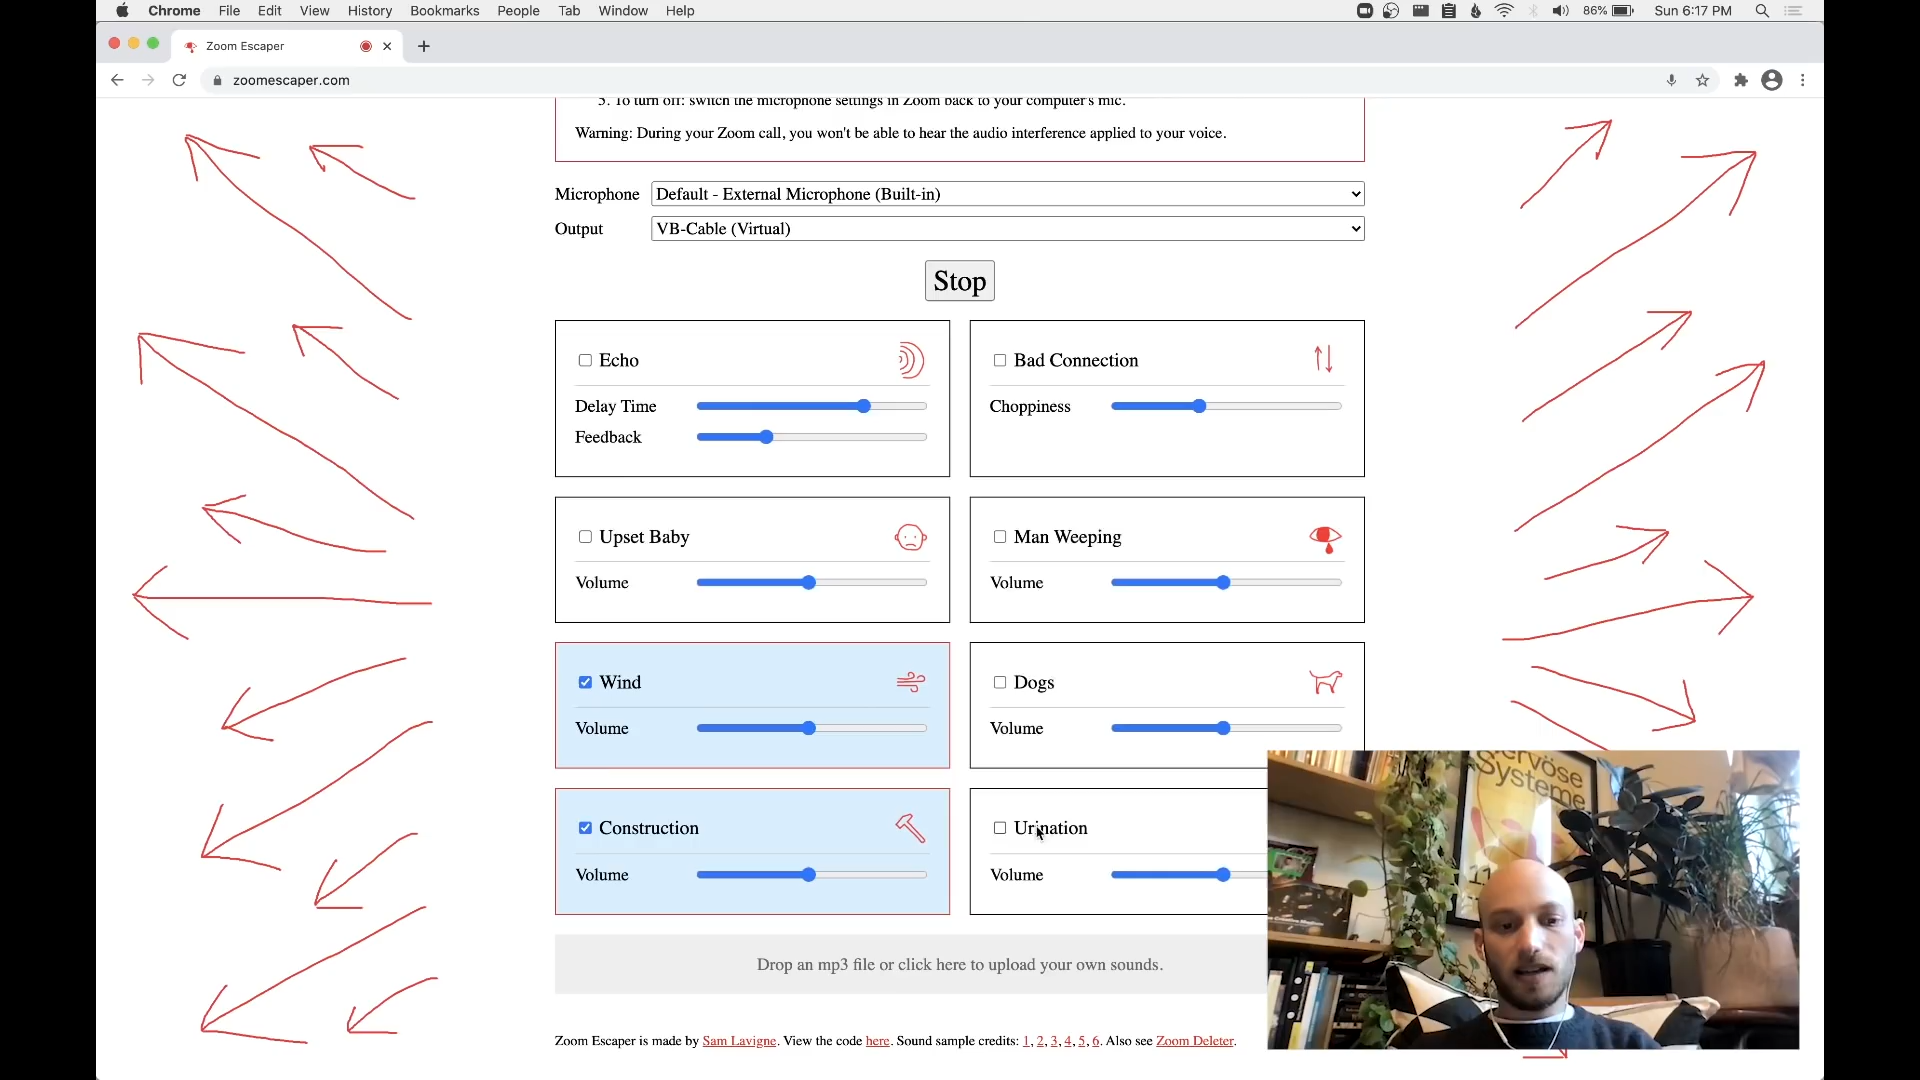 Chrome File Edit View History Bookmarks People Tab Window Help
86% Sun 6:17 PM
Zoom Escaper
zoomescaper.com
5. To turn off: switch the microphone settings in Zoom back to your computer's mic.
Warning: During your Zoom call, you won't be able to hear the audio interference applied to your voice.
Microphone Default - External Microphone (Built-in)
Output VB-Cable (Virtual)
Stop
Echo
Delay Time
Feedback
Bad Connection
Choppiness
Upset Baby
Volume
Man Weeping
Volume
Wind
Volume
Dogs
Volume
Construction
Volume
Urination
Volume
Drop an mp3 file or click here to upload your own sounds.
Zoom Escaper is made by Sam Lavigne. View the code here. Sound sample credits: 1, 2, 3, 4, 5, 6. Also see Zoom Deleter.
Systeme